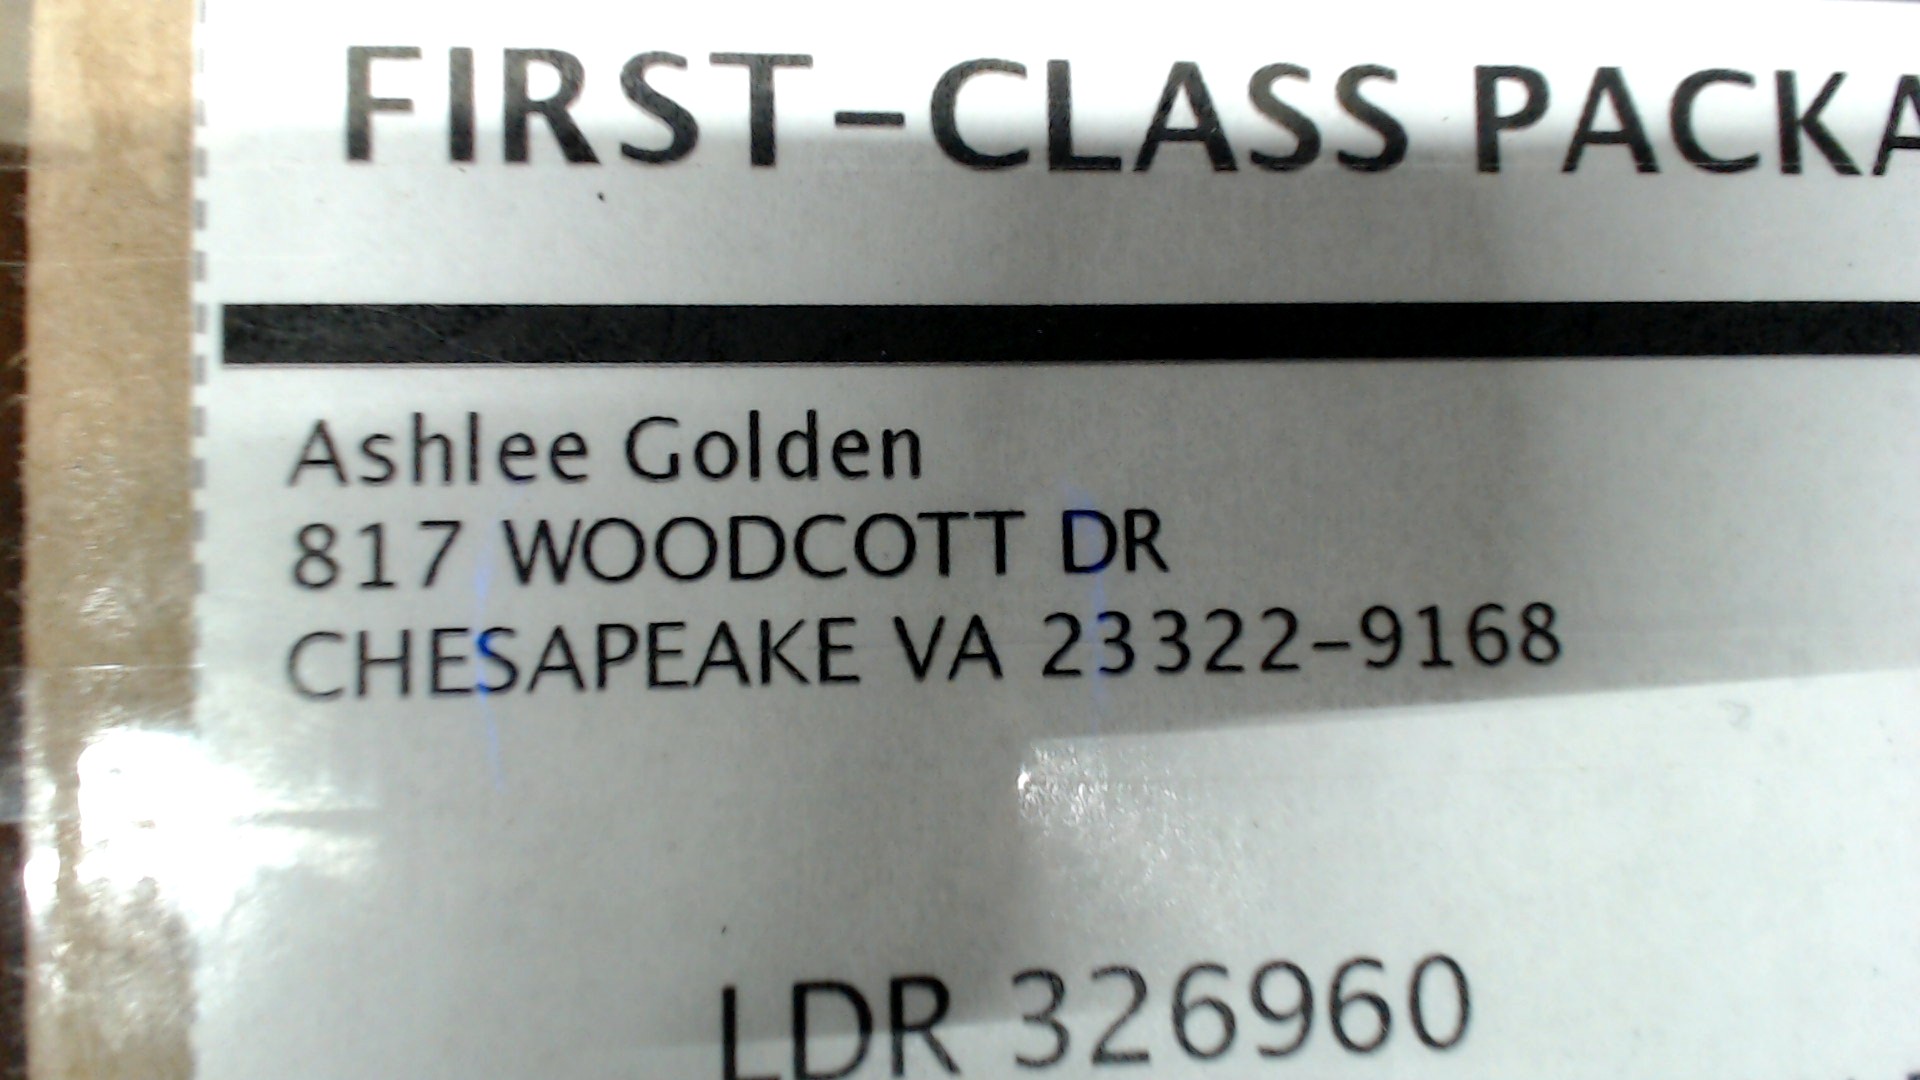 FIRST-CLASS PACKA
Ashlee Golden
817 WOODCOTT DR
CHESAPEAKE VA 23322-9168
LDR 326960